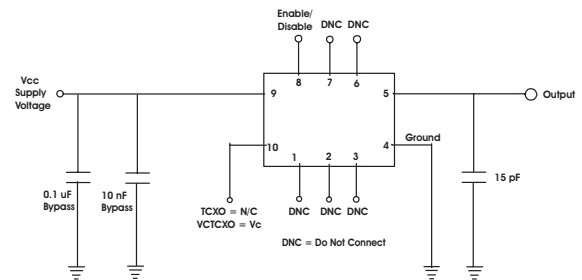 Enable/
Disable
DNC DNC
8 7 6
Vcc
Supply
Voltage
9
5
Output
10
4
Ground
1 2 3
0.1 uF
Bypass
10 nF
Bypass
15 pF
TCXO = N/C
VCTCXO = Vc
DNC DNC DNC
DNC = Do Not Connect